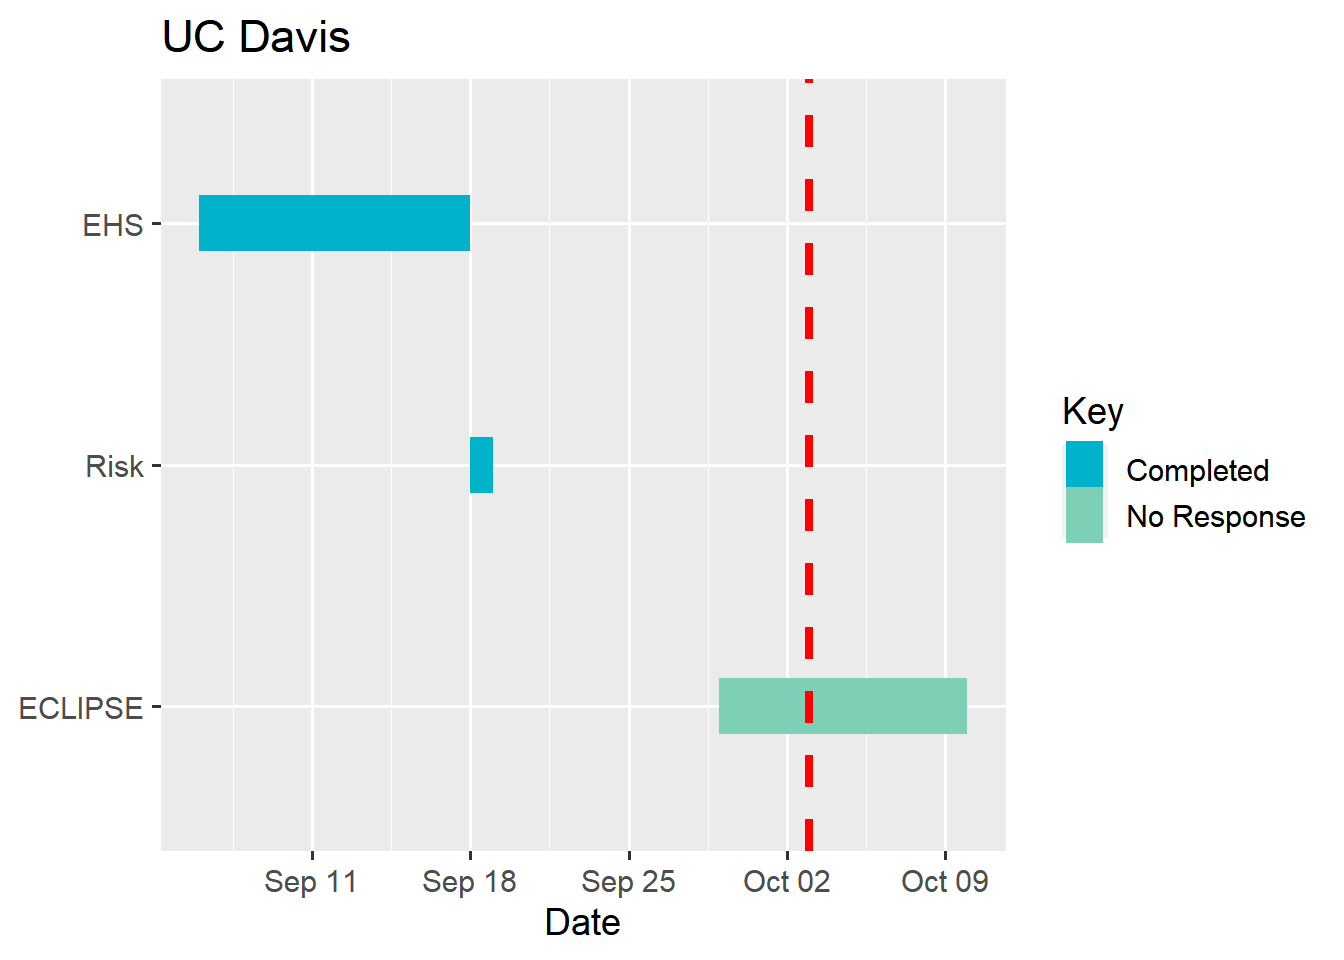 UC Davis
EHS
Risk
ECLIPSE
Sep 11 Sep 18 Sep 25 Oct 02 Oct 09
Date
Key
Completed
No Response